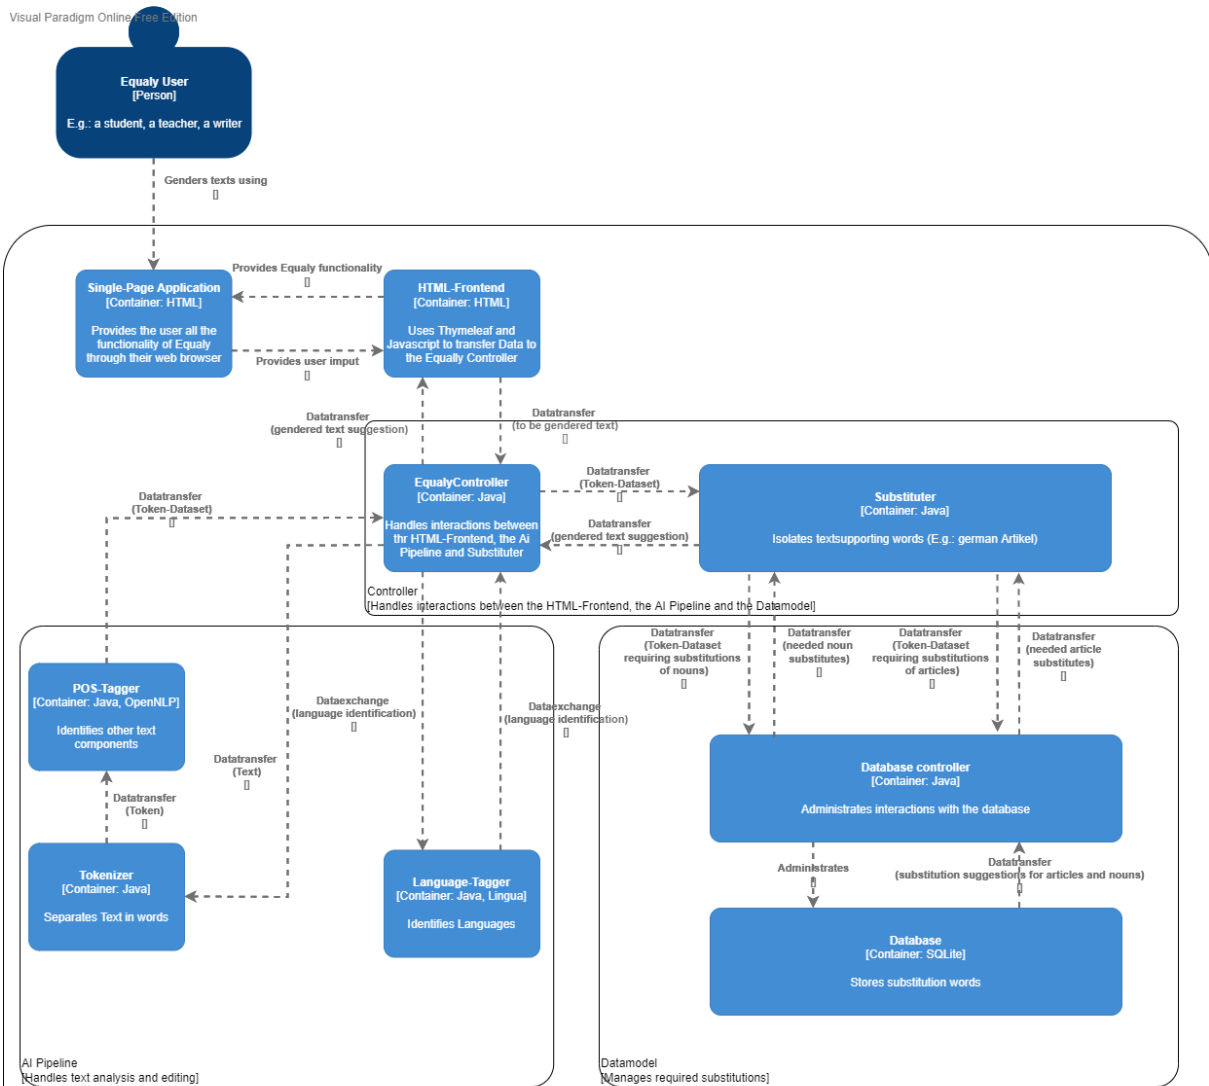 Visual Paradigm Online Free Edition
Equaly User
[Person]
E.g.: a student, a teacher, a writer
Genders texts using
[]
Single-Page Application
[Container: HTML]
Provides the user all the
functionality of Equaly
through their web browser
Provides Equaly functionality
[]
Provides user imput
[]
HTML-Frontend
[Container: HTML]
Uses Thymeleaf and
Javascript to transfer Data to
the Equally Controller
Datatransfer
(gendered text suggestion)
[]
Datatransfer
(to be gendered text)
[]
EqualyController
[Container: Java]
Handles interactions between
thr HTML-Frontend, the Ai
Pipeline and Substituter
Datatransfer
(Token-Dataset)
[]
Datatransfer
(gendered text suggestion)
[]
Substituter
[Container: Java]
Isolates textsupporting words (E.g.: german Artikel)
Datatransfer
(Token-Dataset)
[]
Controller
[Handles interactions between the HTML-Frontend, the AI Pipeline and the Datamodel]
POS-Tagger
[Container: Java, OpenNLP]
Identifies other text
components
Datatransfer
(Token)
[]
Tokenizer
[Container: Java]
Separates Text in words
Datatransfer
(Text)
[]
Dataexchange
(language identification)
[]
Dataexchange
(language identification)
[]
Language-Tagger
[Container: Java, Lingua]
Identifies Languages
AI Pipeline
[Handles text analysis and editing]
Datatransfer
(Token-Dataset
requiring substitutions
of nouns)
[]
Datatransfer
(needed noun
substitutes)
[]
Datatransfer
(Token-Dataset
requiring substitutions
of articles)
[]
Datatransfer
(needed article
substitutes)
[]
Database controller
[Container: Java]
Administrates interactions with the database
Administrates
[]
Datatransfer
(substitution suggestions for articles and nouns)
[]
Database
[Container: SQLite]
Stores substitution words
Datamodel
[Manages required substitutions]